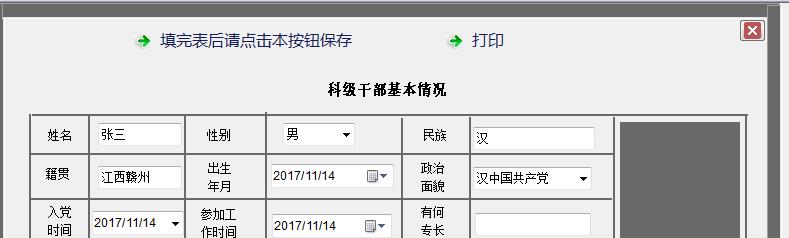 填完表后请点击本按钮保存 打印
科级干部基本情况
姓名 张三 性别 男 民族 汉
籍贯 江西赣州 出生年月 2017/11/14 政治面貌 汉中国共产党
入党时间 2017/11/14 参加工作时间 2017/11/14 有何专长